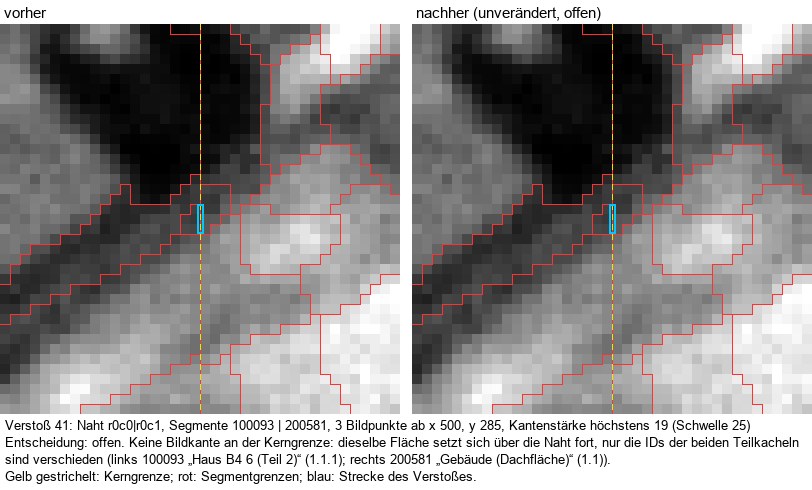 vorher
nachher (unverändert, offen)
Verstoß 41: Naht r0c0|r0c1, Segmente 100093 | 200581, 3 Bildpunkte ab x 500, y 285, Kantenstärke höchstens 19 (Schwelle 25)
Entscheidung: offen. Keine Bildkante an der Kerngrenze: dieselbe Fläche setzt sich über die Naht fort, nur die IDs der beiden Teilkacheln
sind verschieden (links 100093 „Haus B4 6 (Teil 2)“ (1.1.1); rechts 200581 „Gebäude (Dachfläche)“ (1.1)).
Gelb gestrichelt: Kerngrenze; rot: Segmentgrenzen; blau: Strecke des Verstoßes.